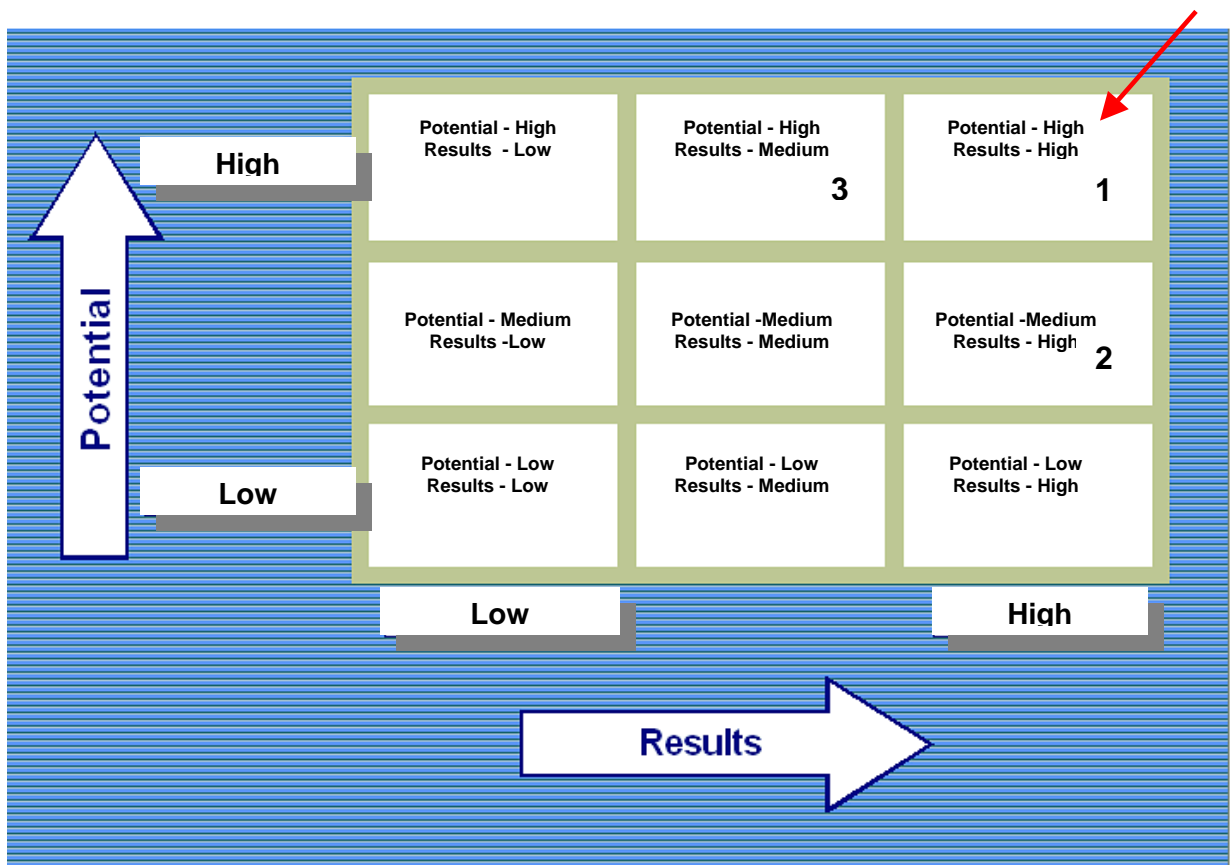 Potential - High
Results - Low
Potential - High
Results - Medium
3
Potential - High
Results - High
1
High
Potential - Medium
Results -Low
Potential -Medium
Results - Medium
Potential -Medium
Results - High
2
Potential
Potential - Low
Results - Low
Potential - Low
Results - Medium
Potential - Low
Results - High
Low
Low
High
Results